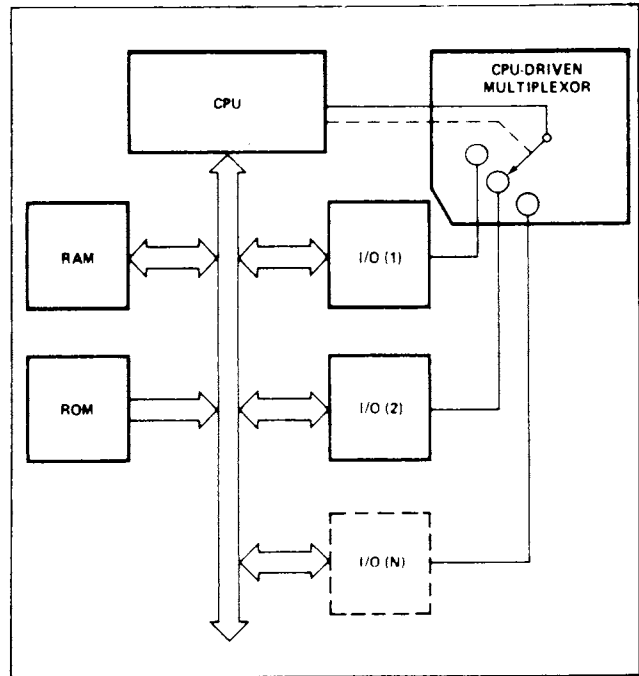 CPU-DRIVEN
MULTIPLEXOR
CPU
RAM
I/O (1)
ROM
I/O (2)
I/O (N)